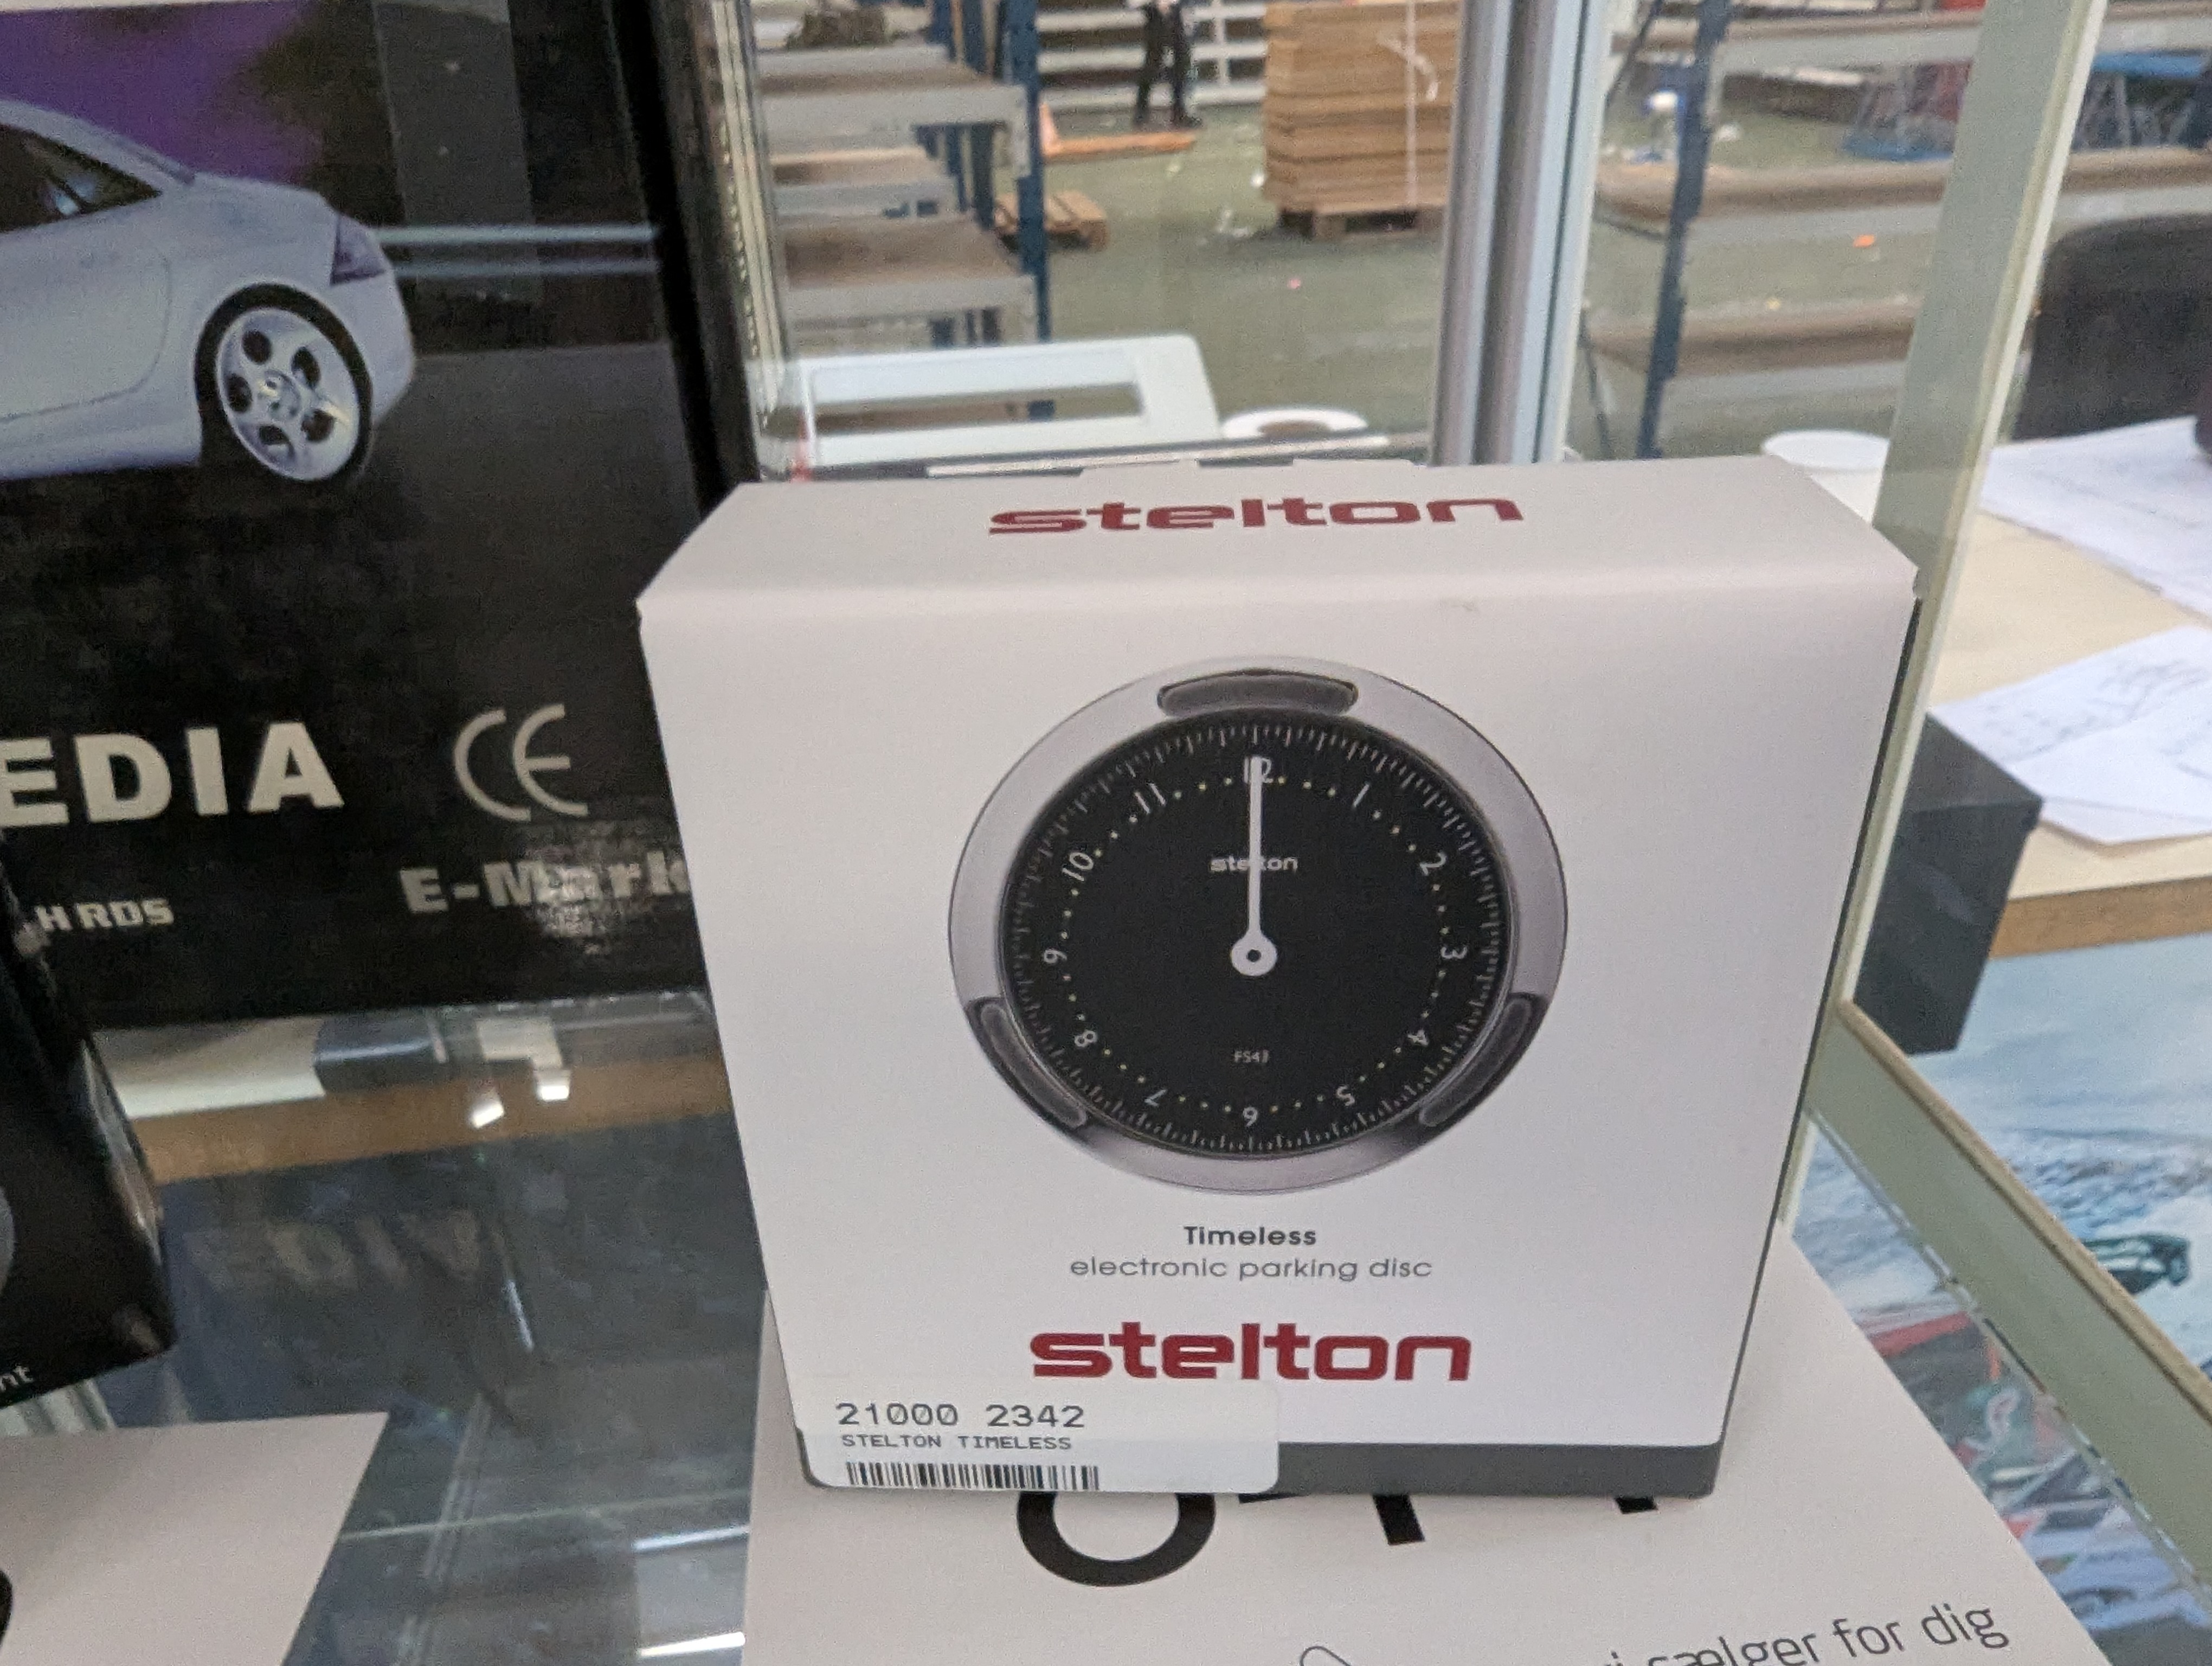 stelton
12
11
1
10
2
stelton
9
3
8
4
FS43
7
5
6
Timeless
electronic parking disc
stelton
21000 2342
STELTON TIMELESS
EDIA
CE
E-Mark
H RDS
nt
sælger for dig